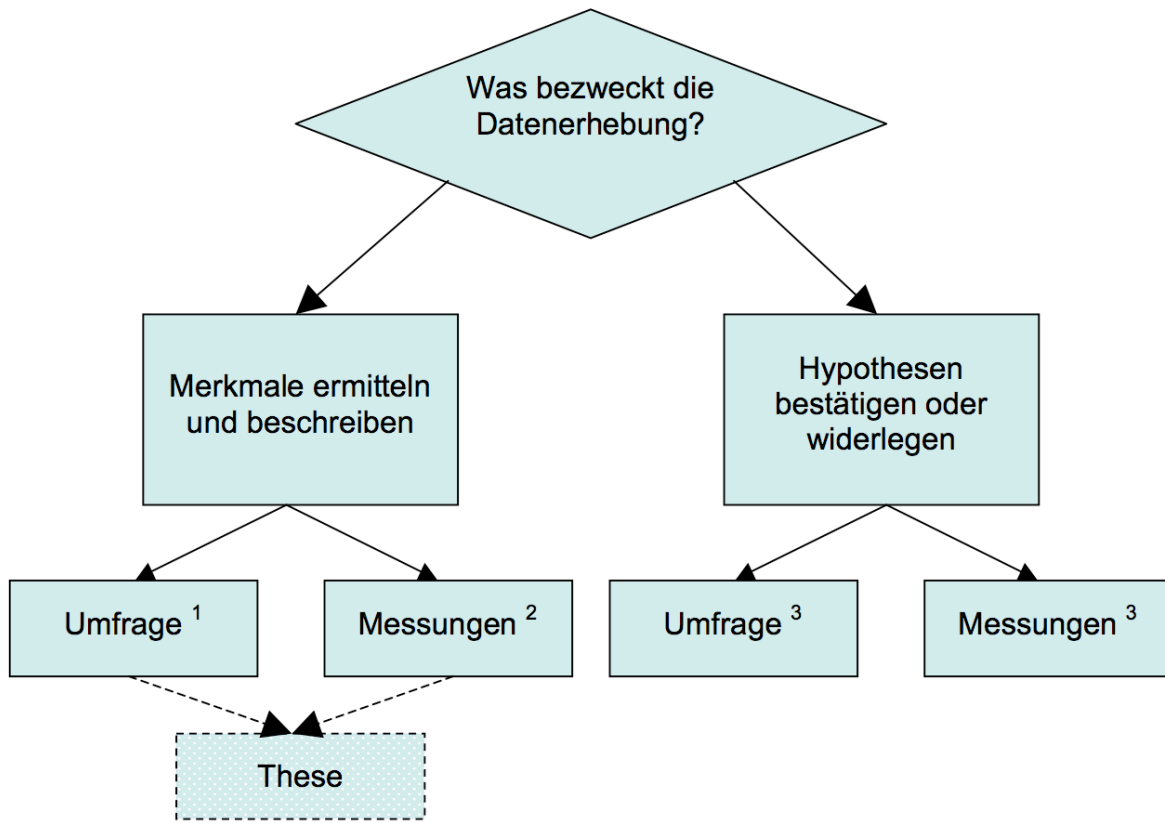 Was bezweckt die
Datenerhebung?
Merkmale ermitteln
und beschreiben
Hypothesen
bestätigen oder
widerlegen
Umfrage ¹
Messungen ²
Umfrage ³
Messungen ³
These